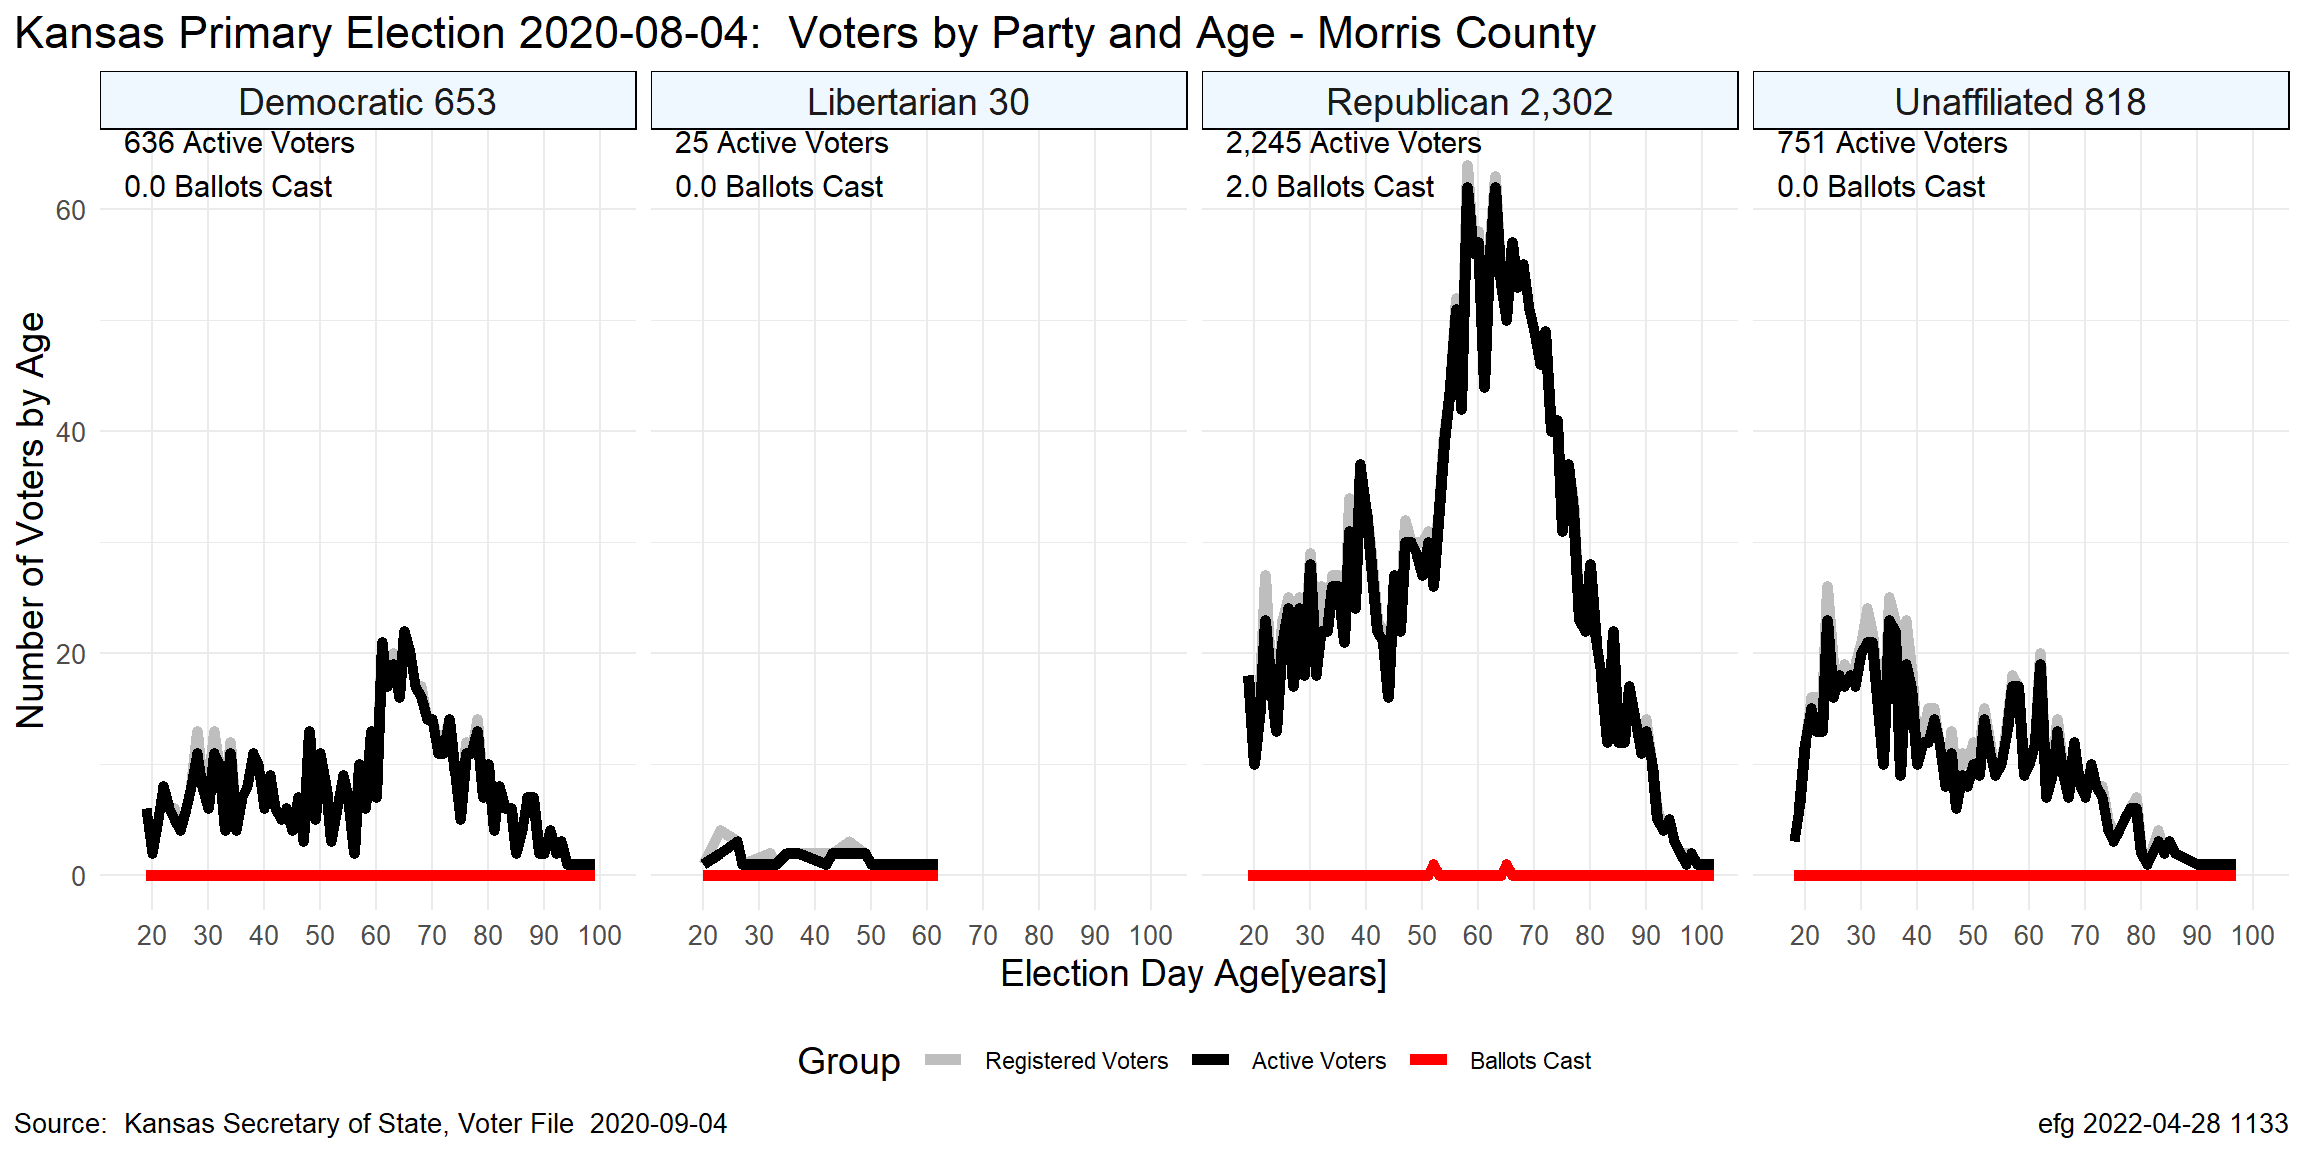 Kansas Primary Election 2020-08-04:  Voters by Party and Age - Morris County
Democratic 653
Libertarian 30
Republican 2,302
Unaffiliated 818
636 Active Voters
0.0 Ballots Cast
25 Active Voters
0.0 Ballots Cast
2,245 Active Voters
2.0 Ballots Cast
751 Active Voters
0.0 Ballots Cast
Number of Voters by Age
60
40
20
0
20 30 40 50 60 70 80 90 100
20 30 40 50 60 70 80 90 100
20 30 40 50 60 70 80 90 100
20 30 40 50 60 70 80 90 100
Election Day Age[years]
Group Registered Voters Active Voters Ballots Cast
Source:  Kansas Secretary of State, Voter File  2020-09-04
efg 2022-04-28 1133